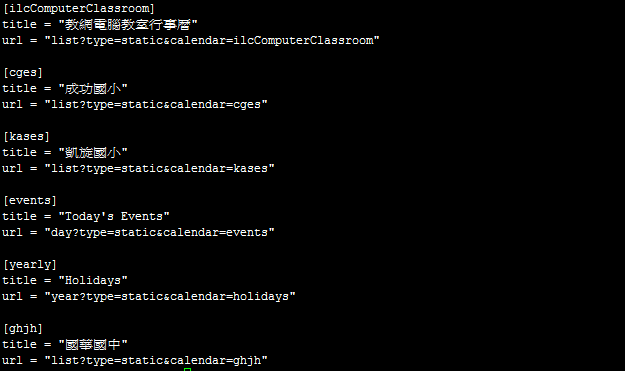 [ilcComputerClassroom]
title = "教網電腦教室行事曆"
url = "list?type=static&calendar=ilcComputerClassroom"
[cges]
title = "成功國小"
url = "list?type=static&calendar=cges"
[kases]
title = "凱旋國小"
url = "list?type=static&calendar=kases"
[events]
title = "Today's Events"
url = "day?type=static&calendar=events"
[yearly]
title = "Holidays"
url = "year?type=static&calendar=holidays"
[ghjh]
title = "國華國中"
url = "list?type=static&calendar=ghjh"